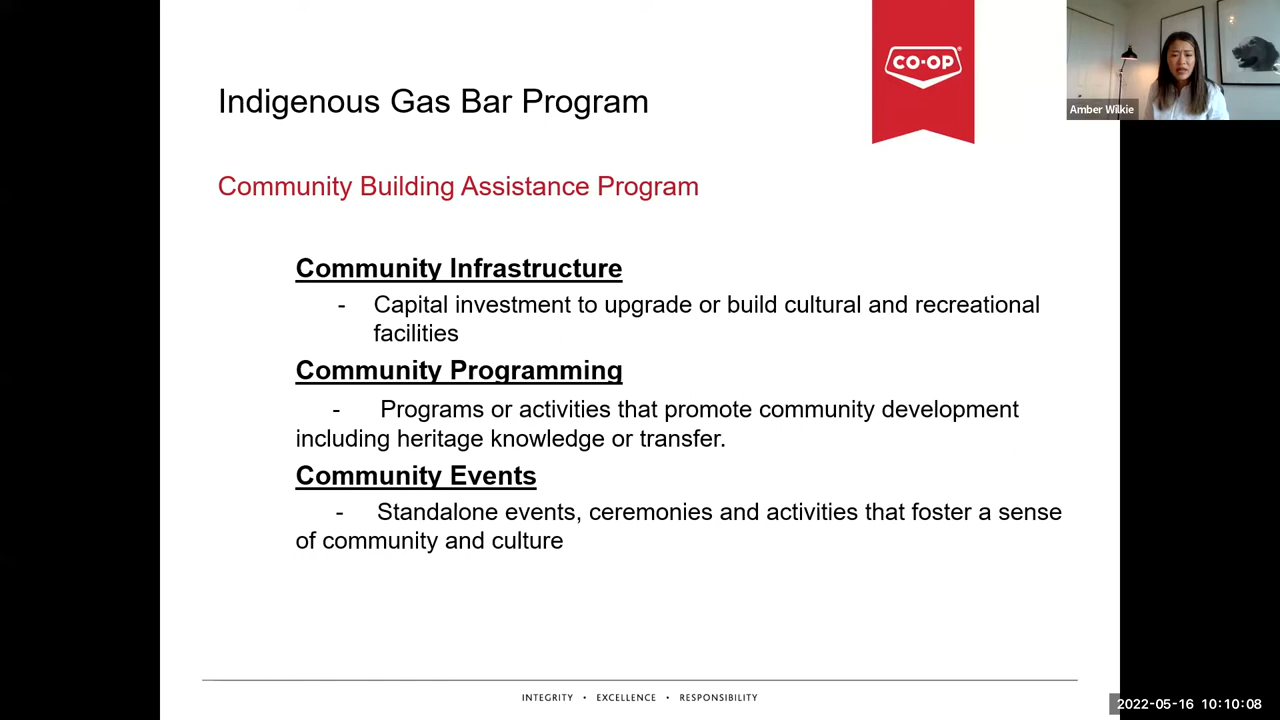 Indigenous Gas Bar Program
CO-OP®
Amber Wilkie
Community Building Assistance Program
Community Infrastructure
- Capital investment to upgrade or build cultural and recreational
facilities
Community Programming
- Programs or activities that promote community development
including heritage knowledge or transfer.
Community Events
- Standalone events, ceremonies and activities that foster a sense
of community and culture
INTEGRITY • EXCELLENCE • RESPONSIBILITY
2022-05-16 10:10:08